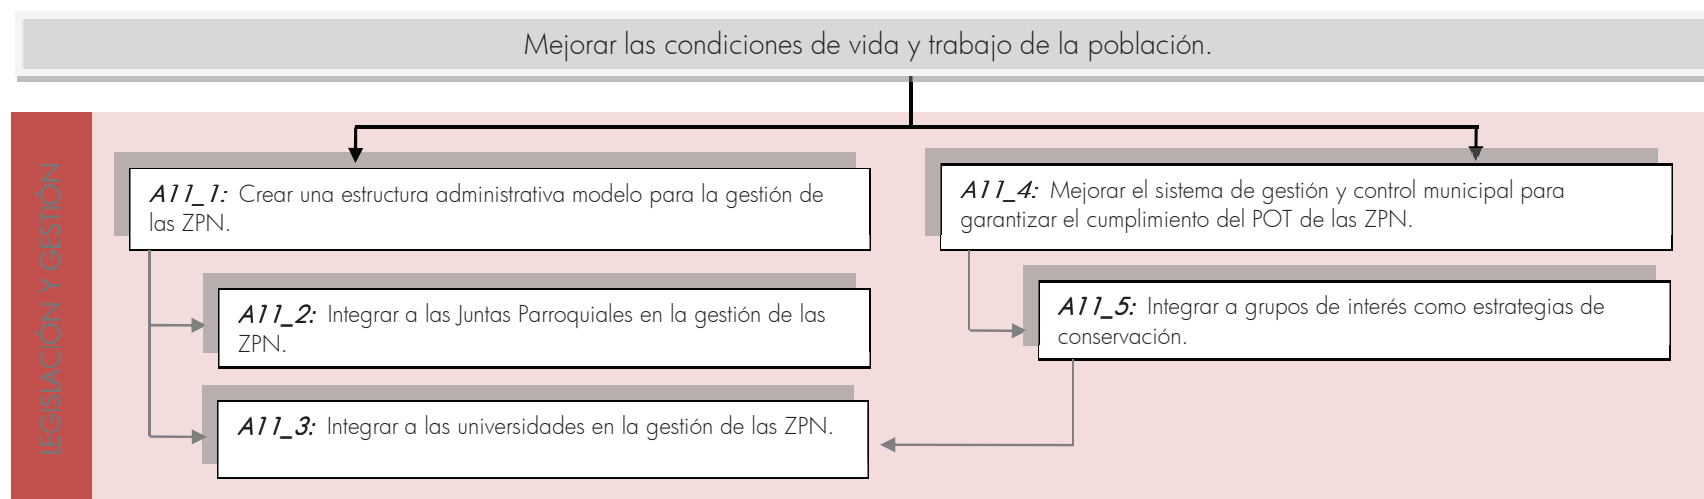 Mejorar las condiciones de vida y trabajo de la población.
LEGISLACIÓN Y GESTIÓN
A11_1: Crear una estructura administrativa modelo para la gestión de
las ZPN.
A11_2: Integrar a las Juntas Parroquiales en la gestión de las
ZPN.
A11_3: Integrar a las universidades en la gestión de las ZPN.
A11_4: Mejorar el sistema de gestión y control municipal para
garantizar el cumplimiento del POT de las ZPN.
A11_5: Integrar a grupos de interés como estrategias de
conservación.